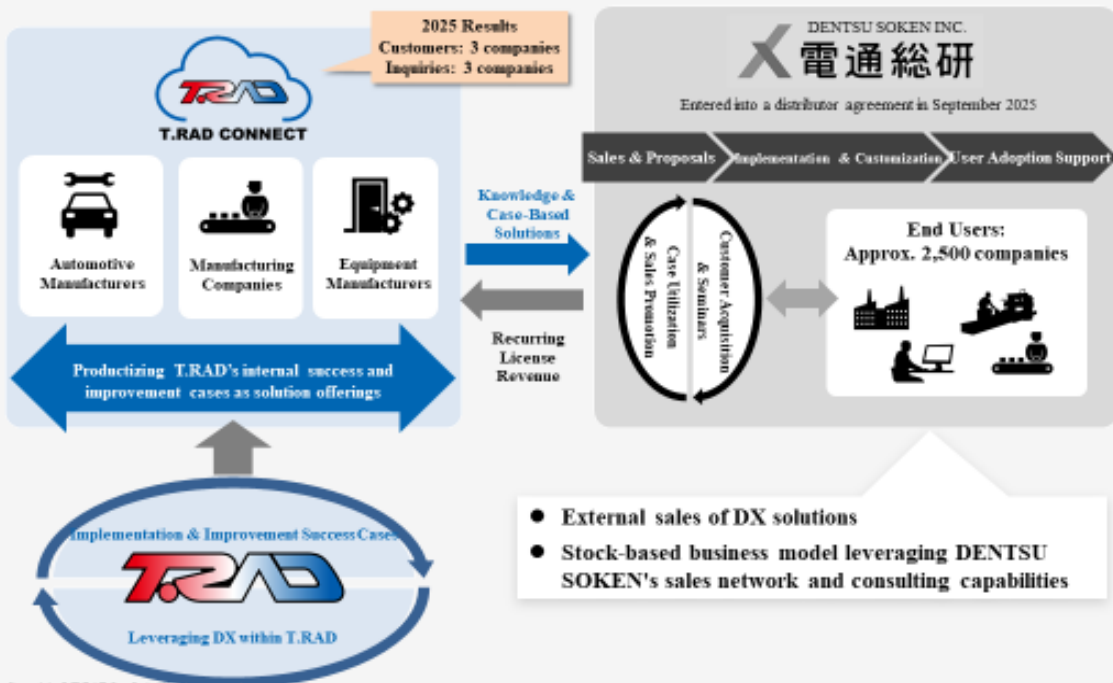 2025 Results
Customers: 3 companies
Inquiries: 3 companies
T.RAD
T.RAD CONNECT
Automotive
Manufacturers
Manufacturing
Companies
Equipment
Manufacturers
Productizing T.RAD's internal success and
improvement cases as solution offerings
Implementation & Improvement Success Cases
T.RAD
Leveraging DX within T.RAD
Knowledge &
Case-Based
Solutions
Recurring
License
Revenue
DENTSU SOKEN INC.
電通総研
Entered into a distributor agreement in September 2025
Sales & Proposals
Implementation & Customization
User Adoption Support
Case Utilization
& Sales Promotion
Customer Acquisition
& Seminars
End Users:
Approx. 2,500 companies
● External sales of DX solutions
● Stock-based business model leveraging DENTSU
SOKEN's sales network and consulting capabilities